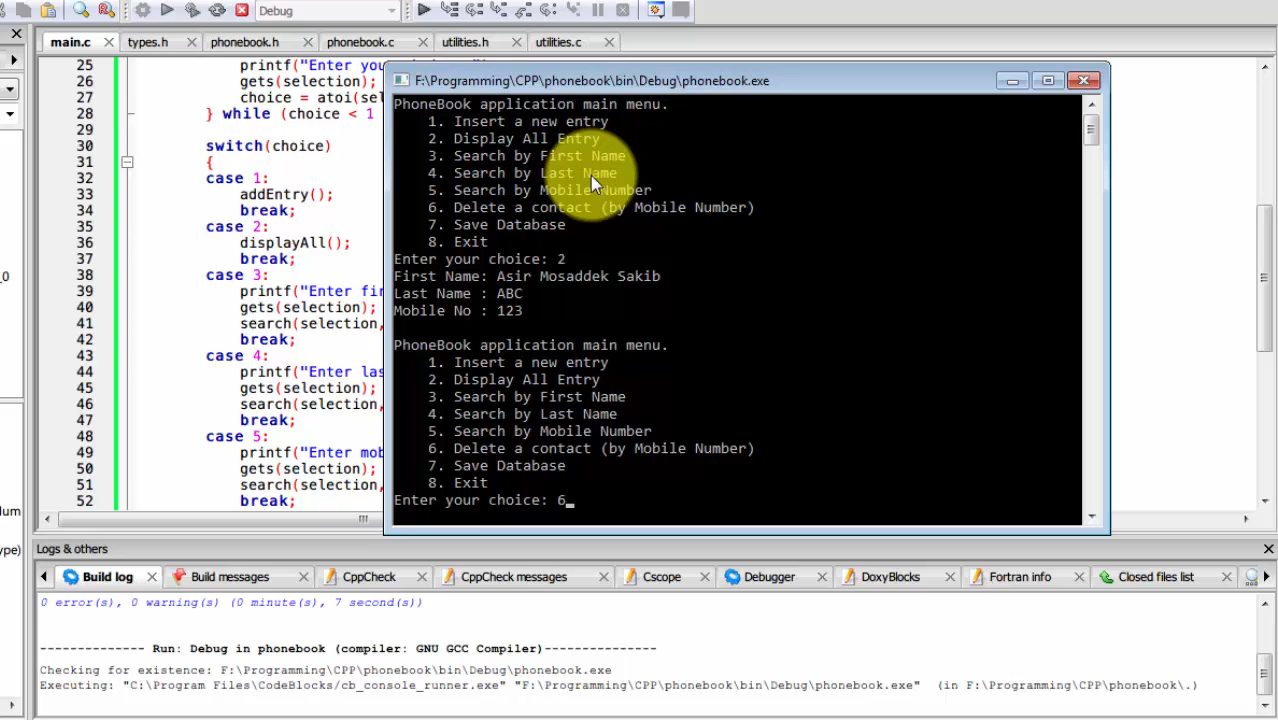 Debug
main.c types.h phonebook.h phonebook.c utilities.h utilities.c
25 printf("Enter you
26 gets(selection);
27 choice = atoi(sel
28 } while (choice < 1
29
30 switch(choice)
31 {
32 case 1:
33 addEntry();
34 break;
35 case 2:
36 displayAll();
37 break;
38 case 3:
39 printf("Enter fir
40 gets(selection);
41 search(selection,
42 break;
43 case 4:
44 printf("Enter las
45 gets(selection);
46 search(selection,
47 break;
48 case 5:
49 printf("Enter mob
50 gets(selection);
51 search(selection,
52 break;
_0
lum
ype)
F:\Programming\CPP\phonebook\bin\Debug\phonebook.exe
PhoneBook application main menu.
1. Insert a new entry
2. Display All Entry
3. Search by First Name
4. Search by Last Name
5. Search by Mobile Number
6. Delete a contact (by Mobile Number)
7. Save Database
8. Exit
Enter your choice: 2
First Name: Asir Mosaddek Sakib
Last Name : ABC
Mobile No : 123
PhoneBook application main menu.
1. Insert a new entry
2. Display All Entry
3. Search by First Name
4. Search by Last Name
5. Search by Mobile Number
6. Delete a contact (by Mobile Number)
7. Save Database
8. Exit
Enter your choice: 6_
Logs & others
Build log Build messages CppCheck CppCheck messages Cscope Debugger DoxyBlocks Fortran info Closed files list
0 error(s), 0 warning(s) (0 minute(s), 7 second(s))
-------------- Run: Debug in phonebook (compiler: GNU GCC Compiler)---------------
Checking for existence: F:\Programming\CPP\phonebook\bin\Debug\phonebook.exe
Executing: "C:\Program Files\CodeBlocks/cb_console_runner.exe" "F:\Programming\CPP\phonebook\bin\Debug\phonebook.exe" (in F:\Programming\CPP\phonebook\.)